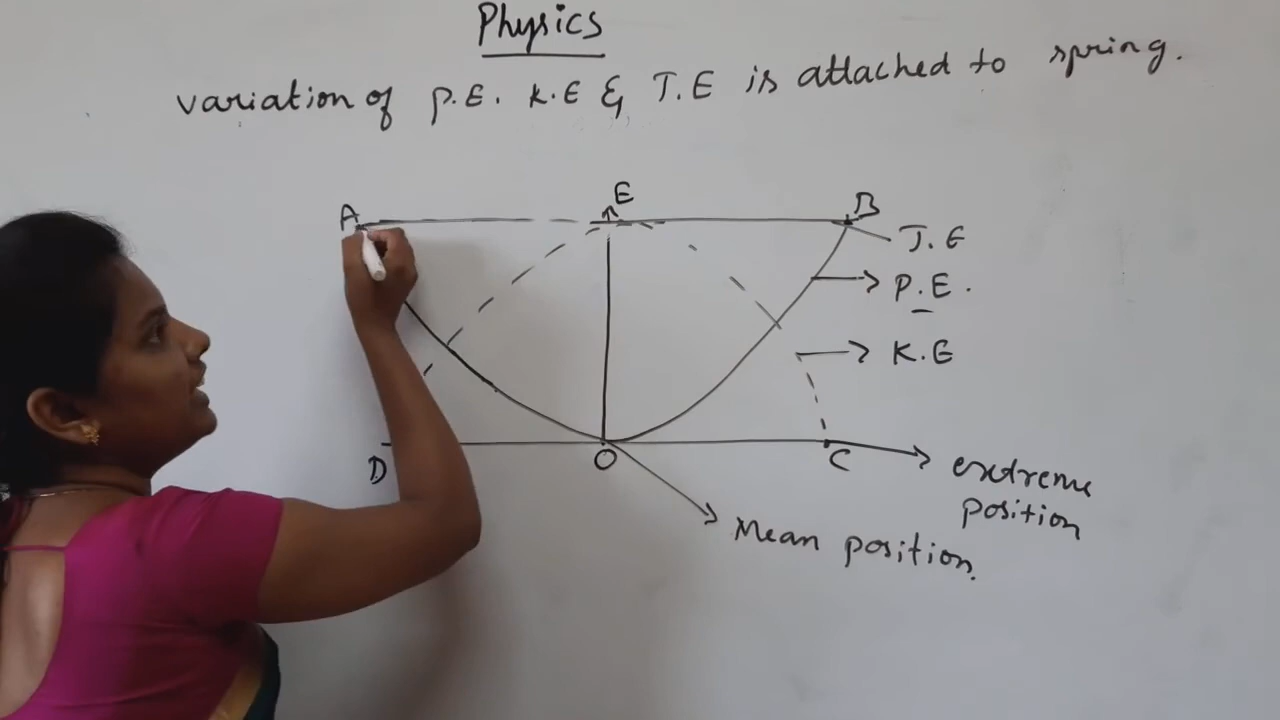 Physics
variation of P.E. K.E & T.E is attached to spring.
E
A
B
T.E
P.E.
K.E
D
O
C
extreme
position
Mean position.